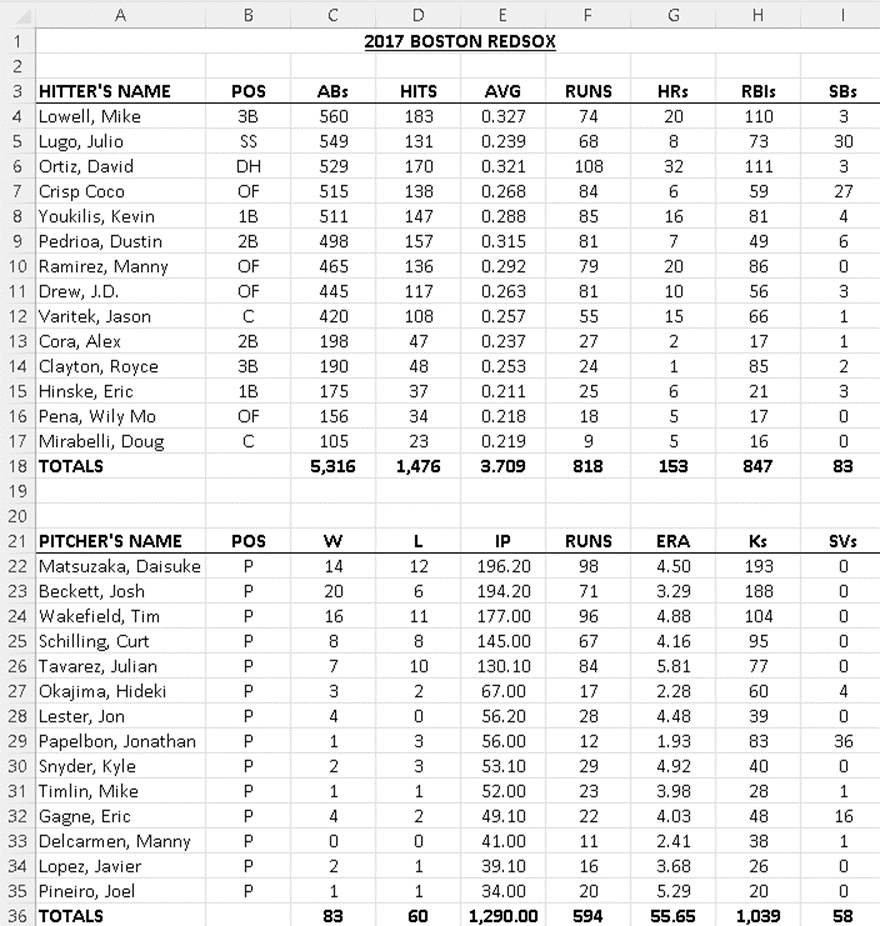 A B C D E F G H I
1 2017 BOSTON REDSOX
2
3 HITTER'S NAME POS ABs HITS AVG RUNS HRs RBIs SBs
4 Lowell, Mike 3B 560 183 0.327 74 20 110 3
5 Lugo, Julio SS 549 131 0.239 68 8 73 30
6 Ortiz, David DH 529 170 0.321 108 32 111 3
7 Crisp Coco OF 515 138 0.268 84 6 59 27
8 Youkilis, Kevin 1B 511 147 0.288 85 16 81 4
9 Pedrioa, Dustin 2B 498 157 0.315 81 7 49 6
10 Ramirez, Manny OF 465 136 0.292 79 20 86 0
11 Drew, J.D. OF 445 117 0.263 81 10 56 3
12 Varitek, Jason C 420 108 0.257 55 15 66 1
13 Cora, Alex 2B 198 47 0.237 27 2 17 1
14 Clayton, Royce 3B 190 48 0.253 24 1 85 2
15 Hinske, Eric 1B 175 37 0.211 25 6 21 3
16 Pena, Wily Mo OF 156 34 0.218 18 5 17 0
17 Mirabelli, Doug C 105 23 0.219 9 5 16 0
18 TOTALS 5,316 1,476 3.709 818 153 847 83
19
20
21 PITCHER'S NAME POS W L IP RUNS ERA Ks SVs
22 Matsuzaka, Daisuke P 14 12 196.20 98 4.50 193 0
23 Beckett, Josh P 20 6 194.20 71 3.29 188 0
24 Wakefield, Tim P 16 11 177.00 96 4.88 104 0
25 Schilling, Curt P 8 8 145.00 67 4.16 95 0
26 Tavarez, Julian P 7 10 130.10 84 5.81 77 0
27 Okajima, Hideki P 3 2 67.00 17 2.28 60 4
28 Lester, Jon P 4 0 56.20 28 4.48 39 0
29 Papelbon, Jonathan P 1 3 56.00 12 1.93 83 36
30 Snyder, Kyle P 2 3 53.10 29 4.92 40 0
31 Timlin, Mike P 1 1 52.00 23 3.98 28 1
32 Gagne, Eric P 4 2 49.10 22 4.03 48 16
33 Delcarmen, Manny P 0 0 41.00 11 2.41 38 1
34 Lopez, Javier P 2 1 39.10 16 3.68 26 0
35 Pineiro, Joel P 1 1 34.00 20 5.29 20 0
36 TOTALS 83 60 1,290.00 594 55.65 1,039 58